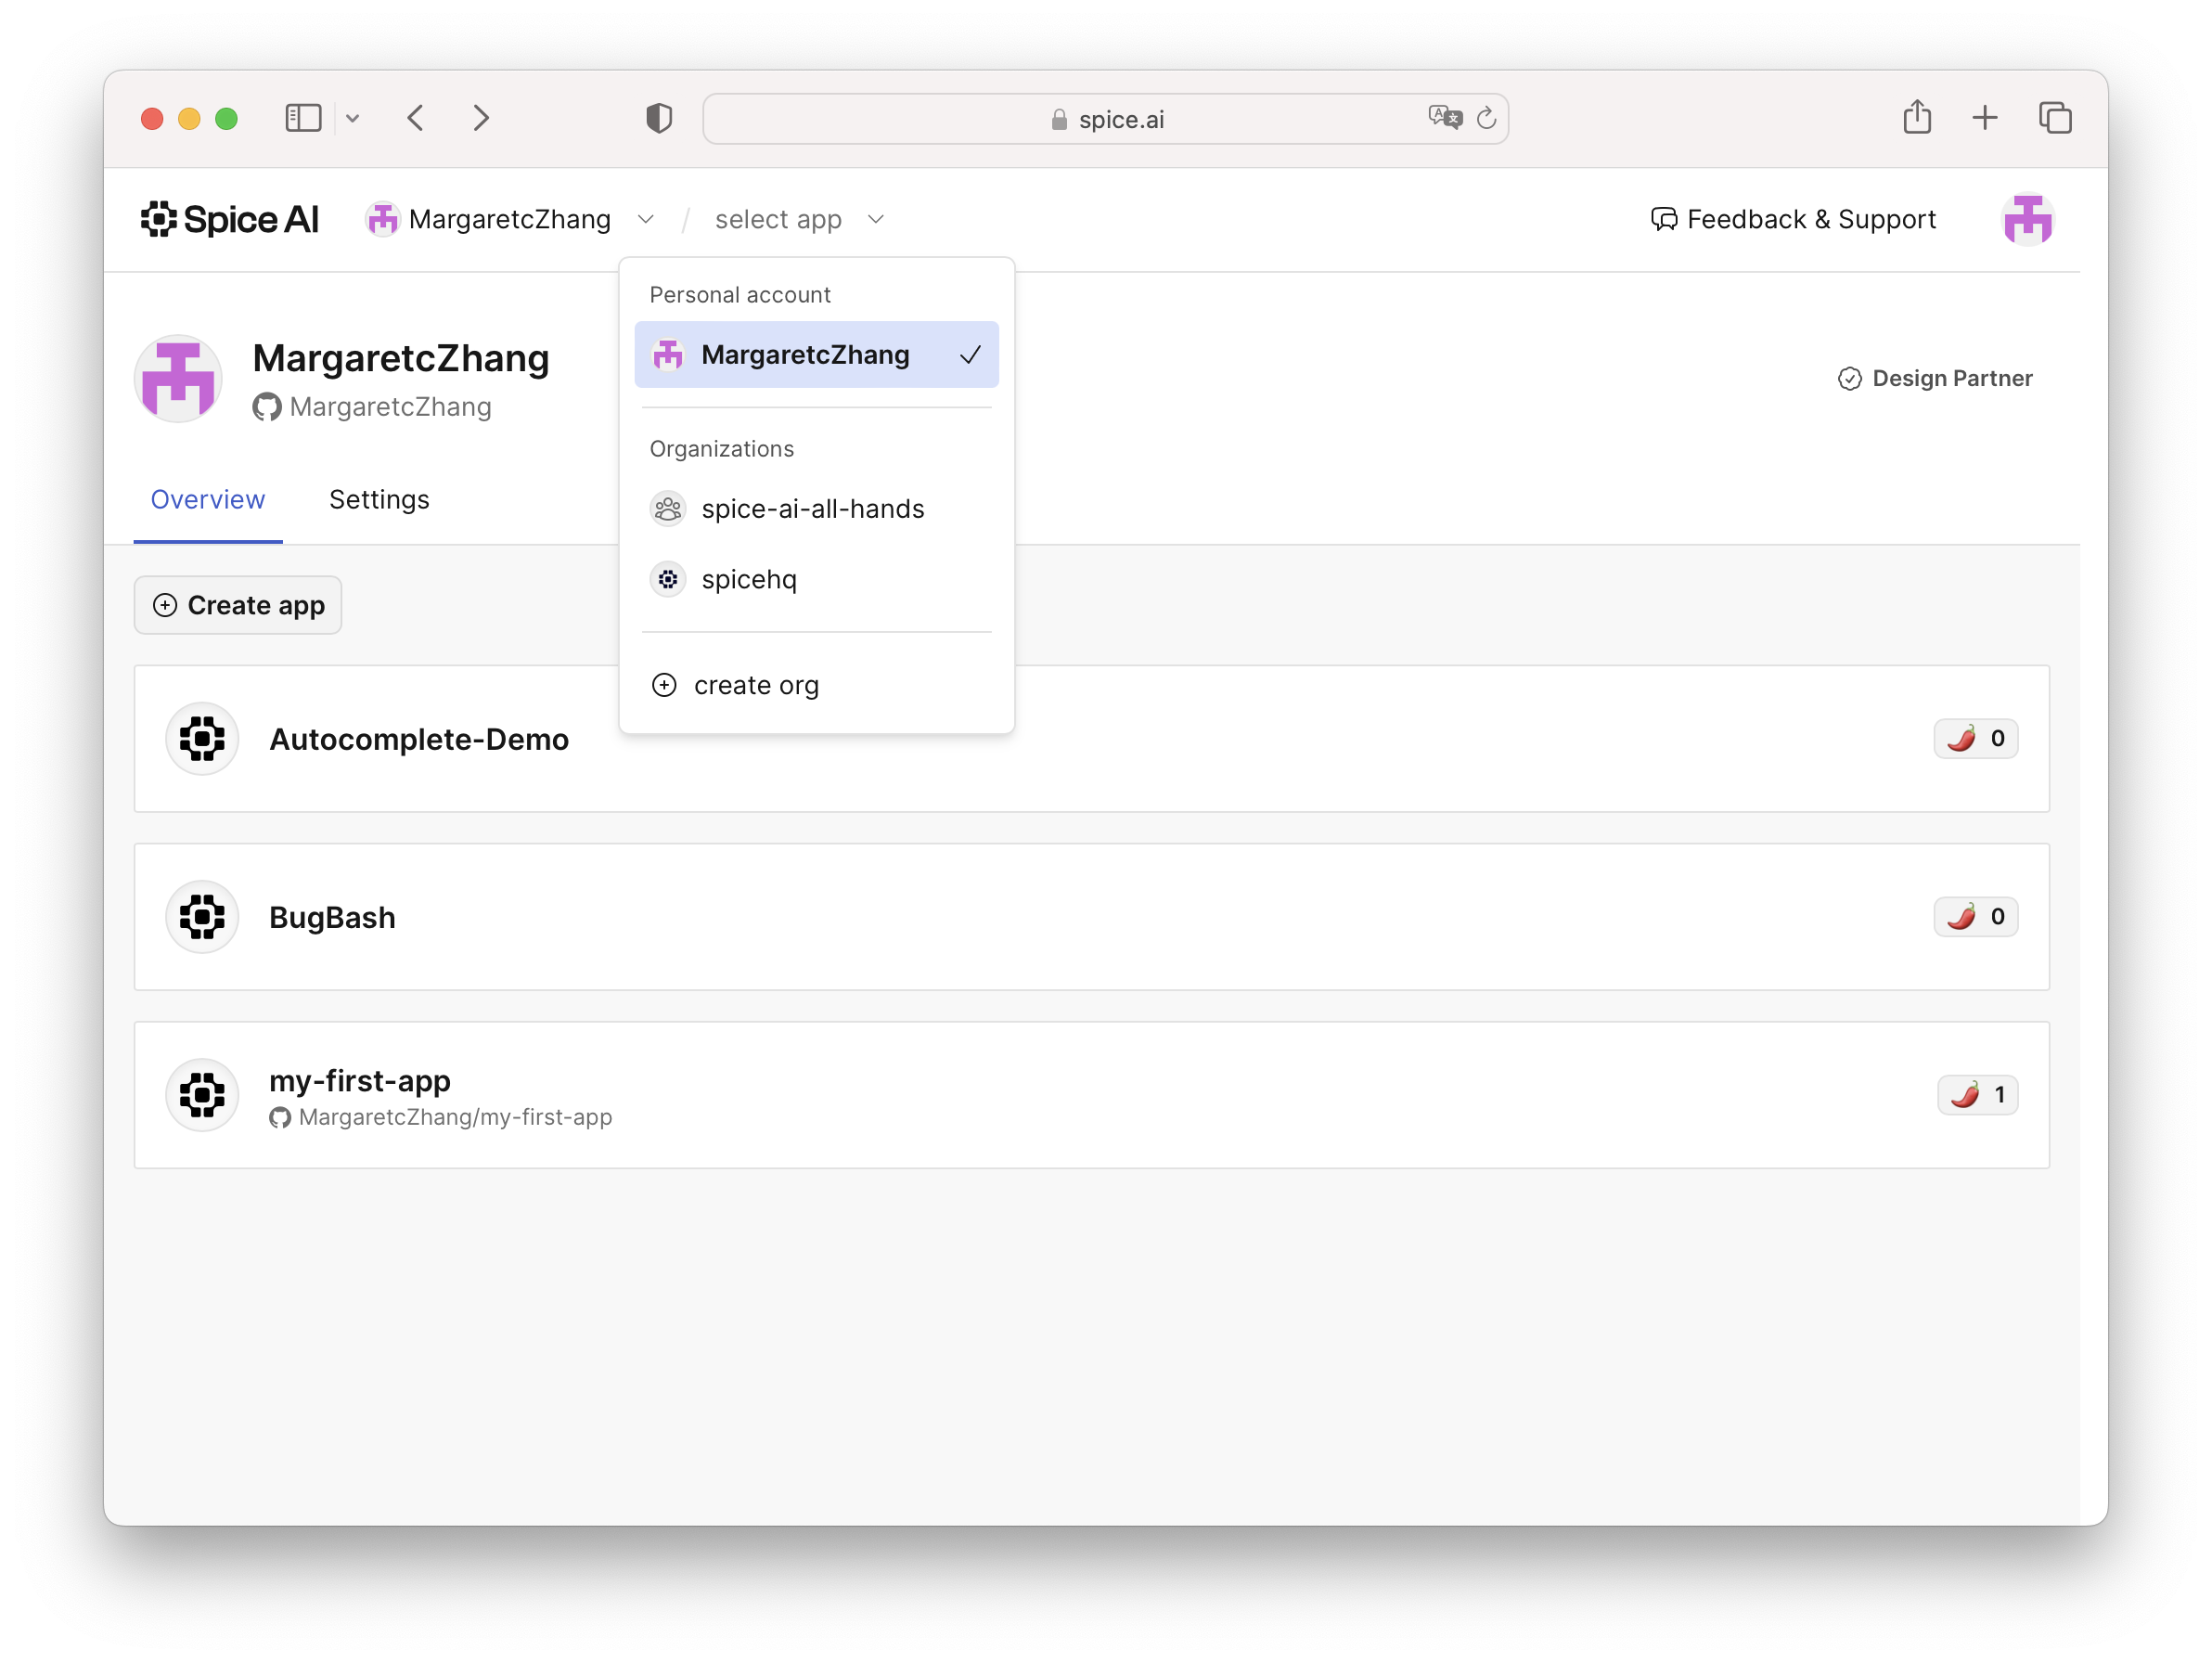 spice.ai
Spice AI
MargaretcZhang
/
select app
Feedback & Support
MargaretcZhang
MargaretcZhang
Design Partner
Overview
Settings
Personal account
MargaretcZhang
Organizations
spice-ai-all-hands
spicehq
create org
Create app
Autocomplete-Demo
0
BugBash
0
my-first-app
MargaretcZhang/my-first-app
1